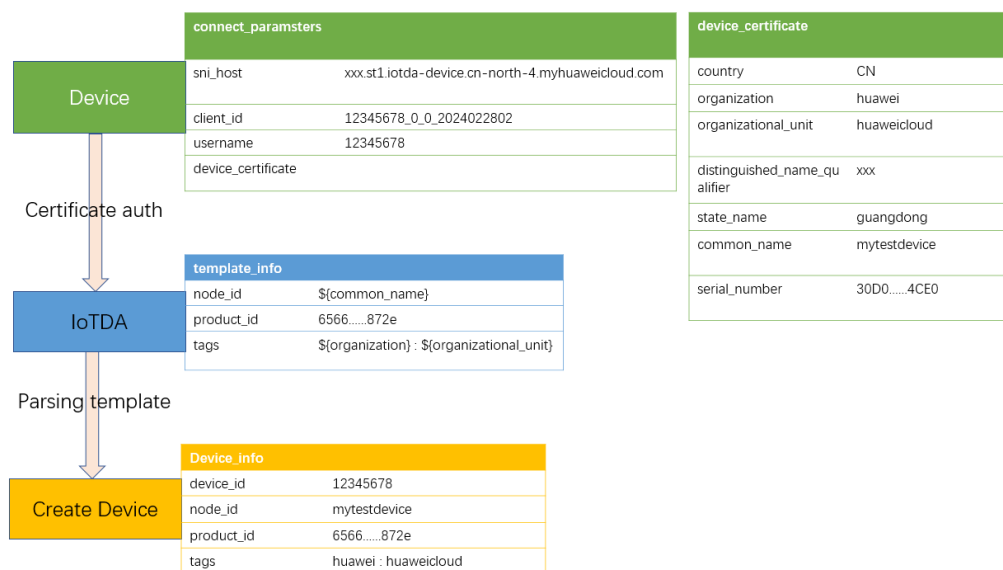 connect_paramsters
sni_host xxx.st1.iotda-device.cn-north-4.myhuaweicloud.com
client_id 12345678_0_0_2024022802
username 12345678
device_certificate
device_certificate
country CN
organization huawei
organizational_unit huaweicloud
distinguished_name_qu xxx
alifier
state_name guangdong
common_name mytestdevice
serial_number 30D0......4CE0
Device
Certificate auth
IoTDA
template_info
node_id ${common_name}
product_id 6566......872e
tags ${organization} : ${organizational_unit}
Parsing template
Create Device
Device_info
device_id 12345678
node_id mytestdevice
product_id 6566......872e
tags huawei : huaweicloud